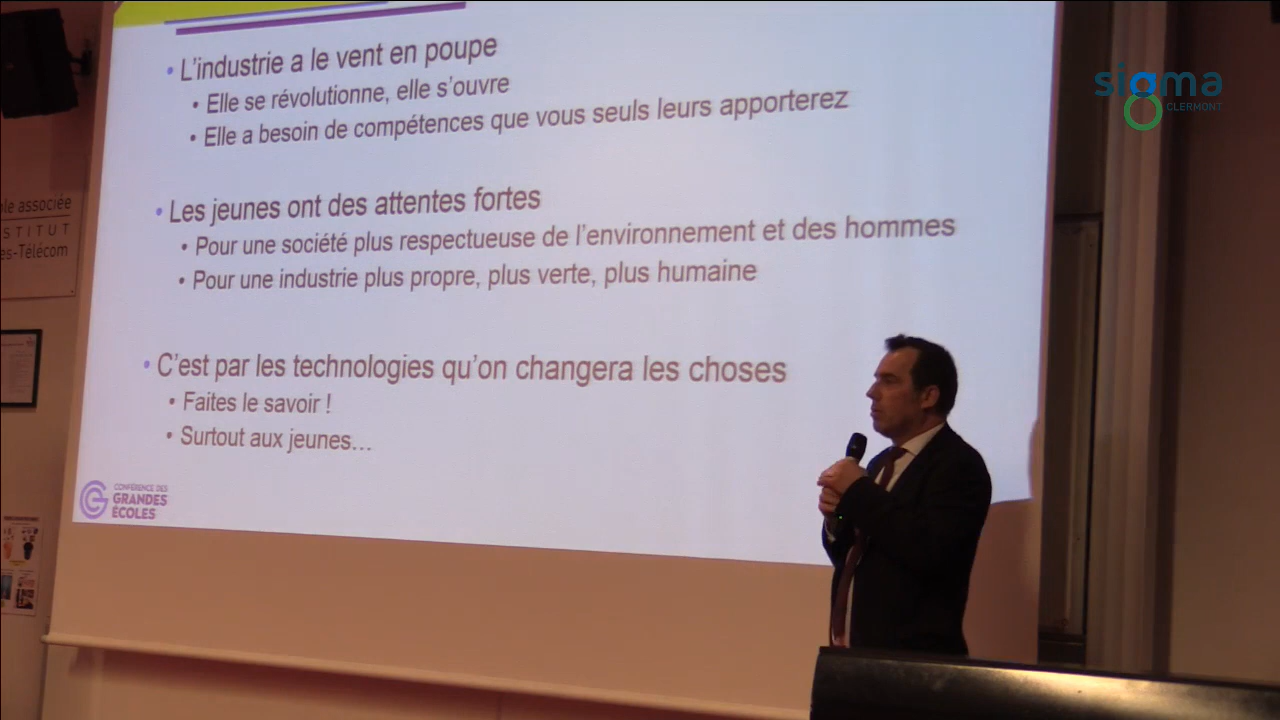 L'industrie a le vent en poupe
Elle se révolutionne, elle s'ouvre
Elle a besoin de compétences que vous seuls leurs apporterez
Les jeunes ont des attentes fortes
Pour une société plus respectueuse de l'environnement et des hommes
Pour une industrie plus propre, plus verte, plus humaine
C'est par les technologies qu'on changera les choses
Faites le savoir !
Surtout aux jeunes...
CONFÉRENCE DES
GRANDES
ÉCOLES
sigma
CLERMONT
associée